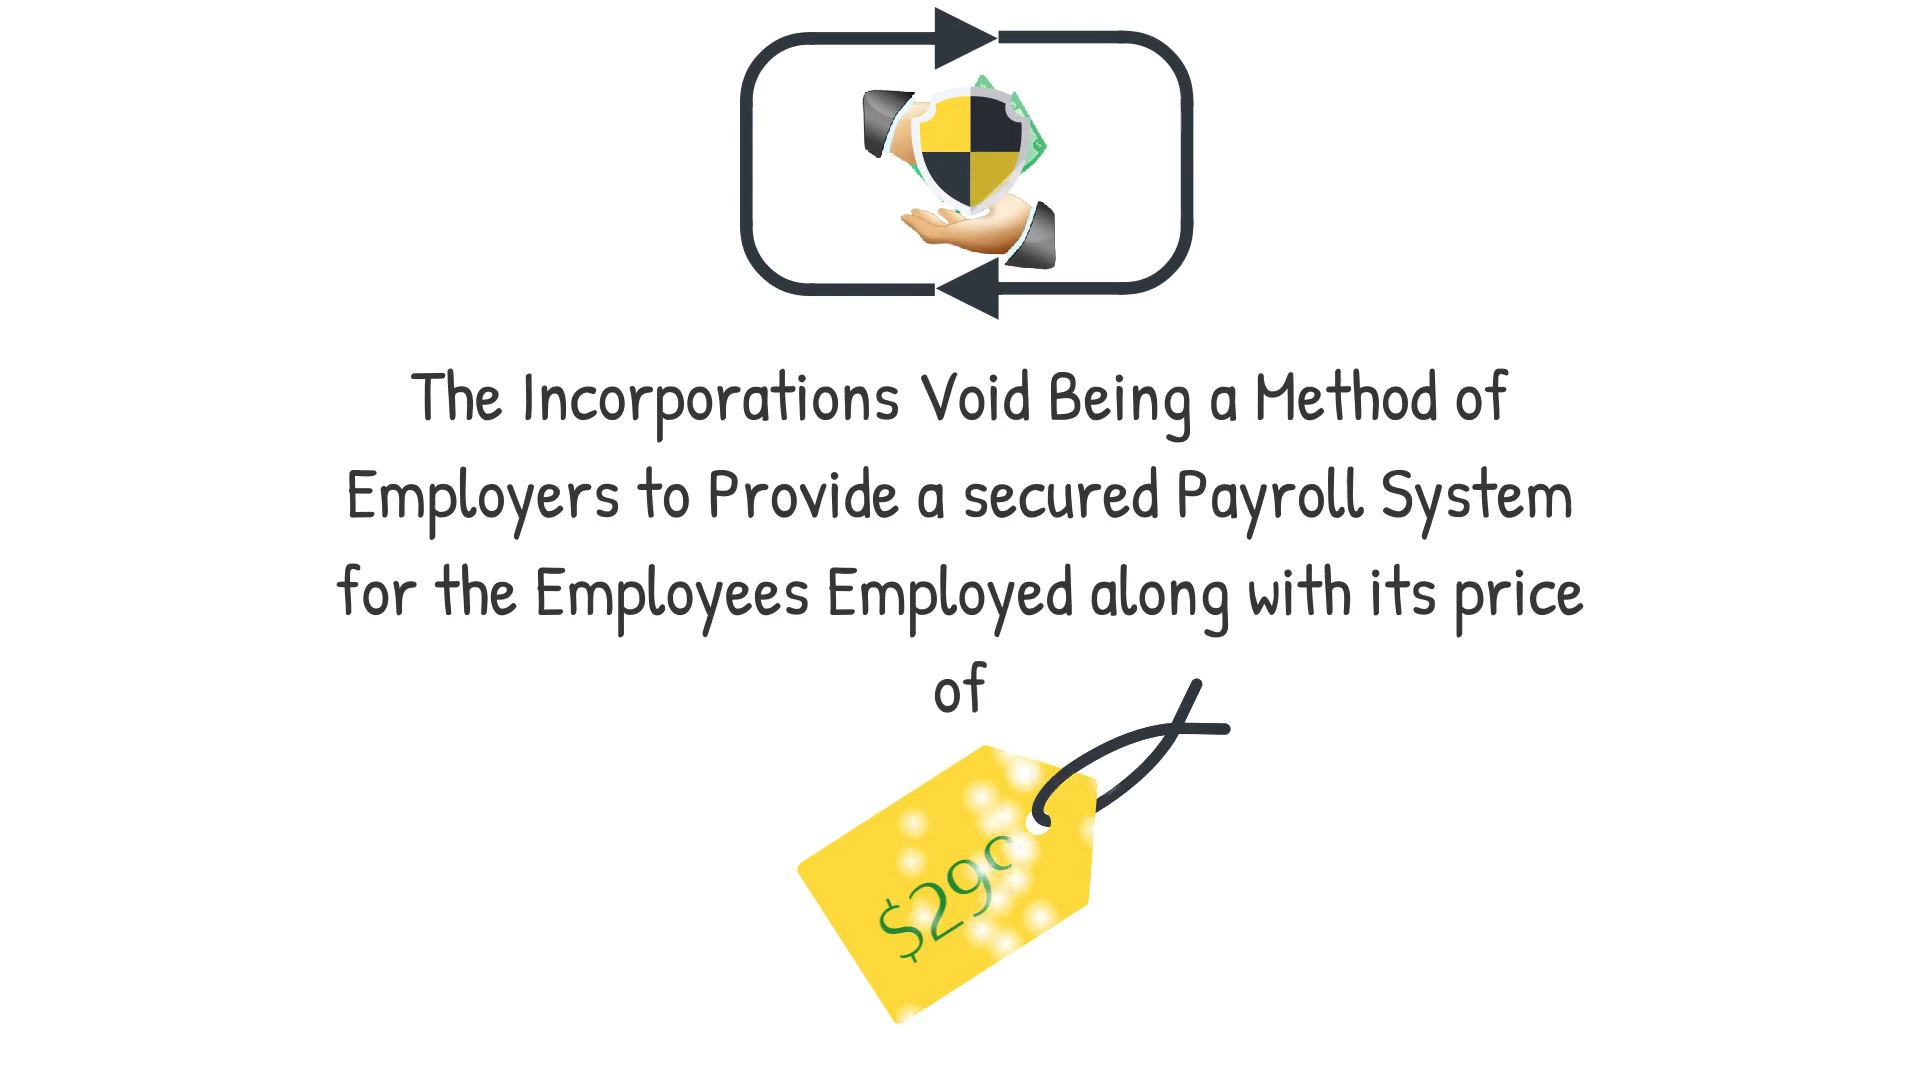 The Incorporations Void Being a Method of
Employers to Provide a secured Payroll System
for the Employees Employed along with its price
of